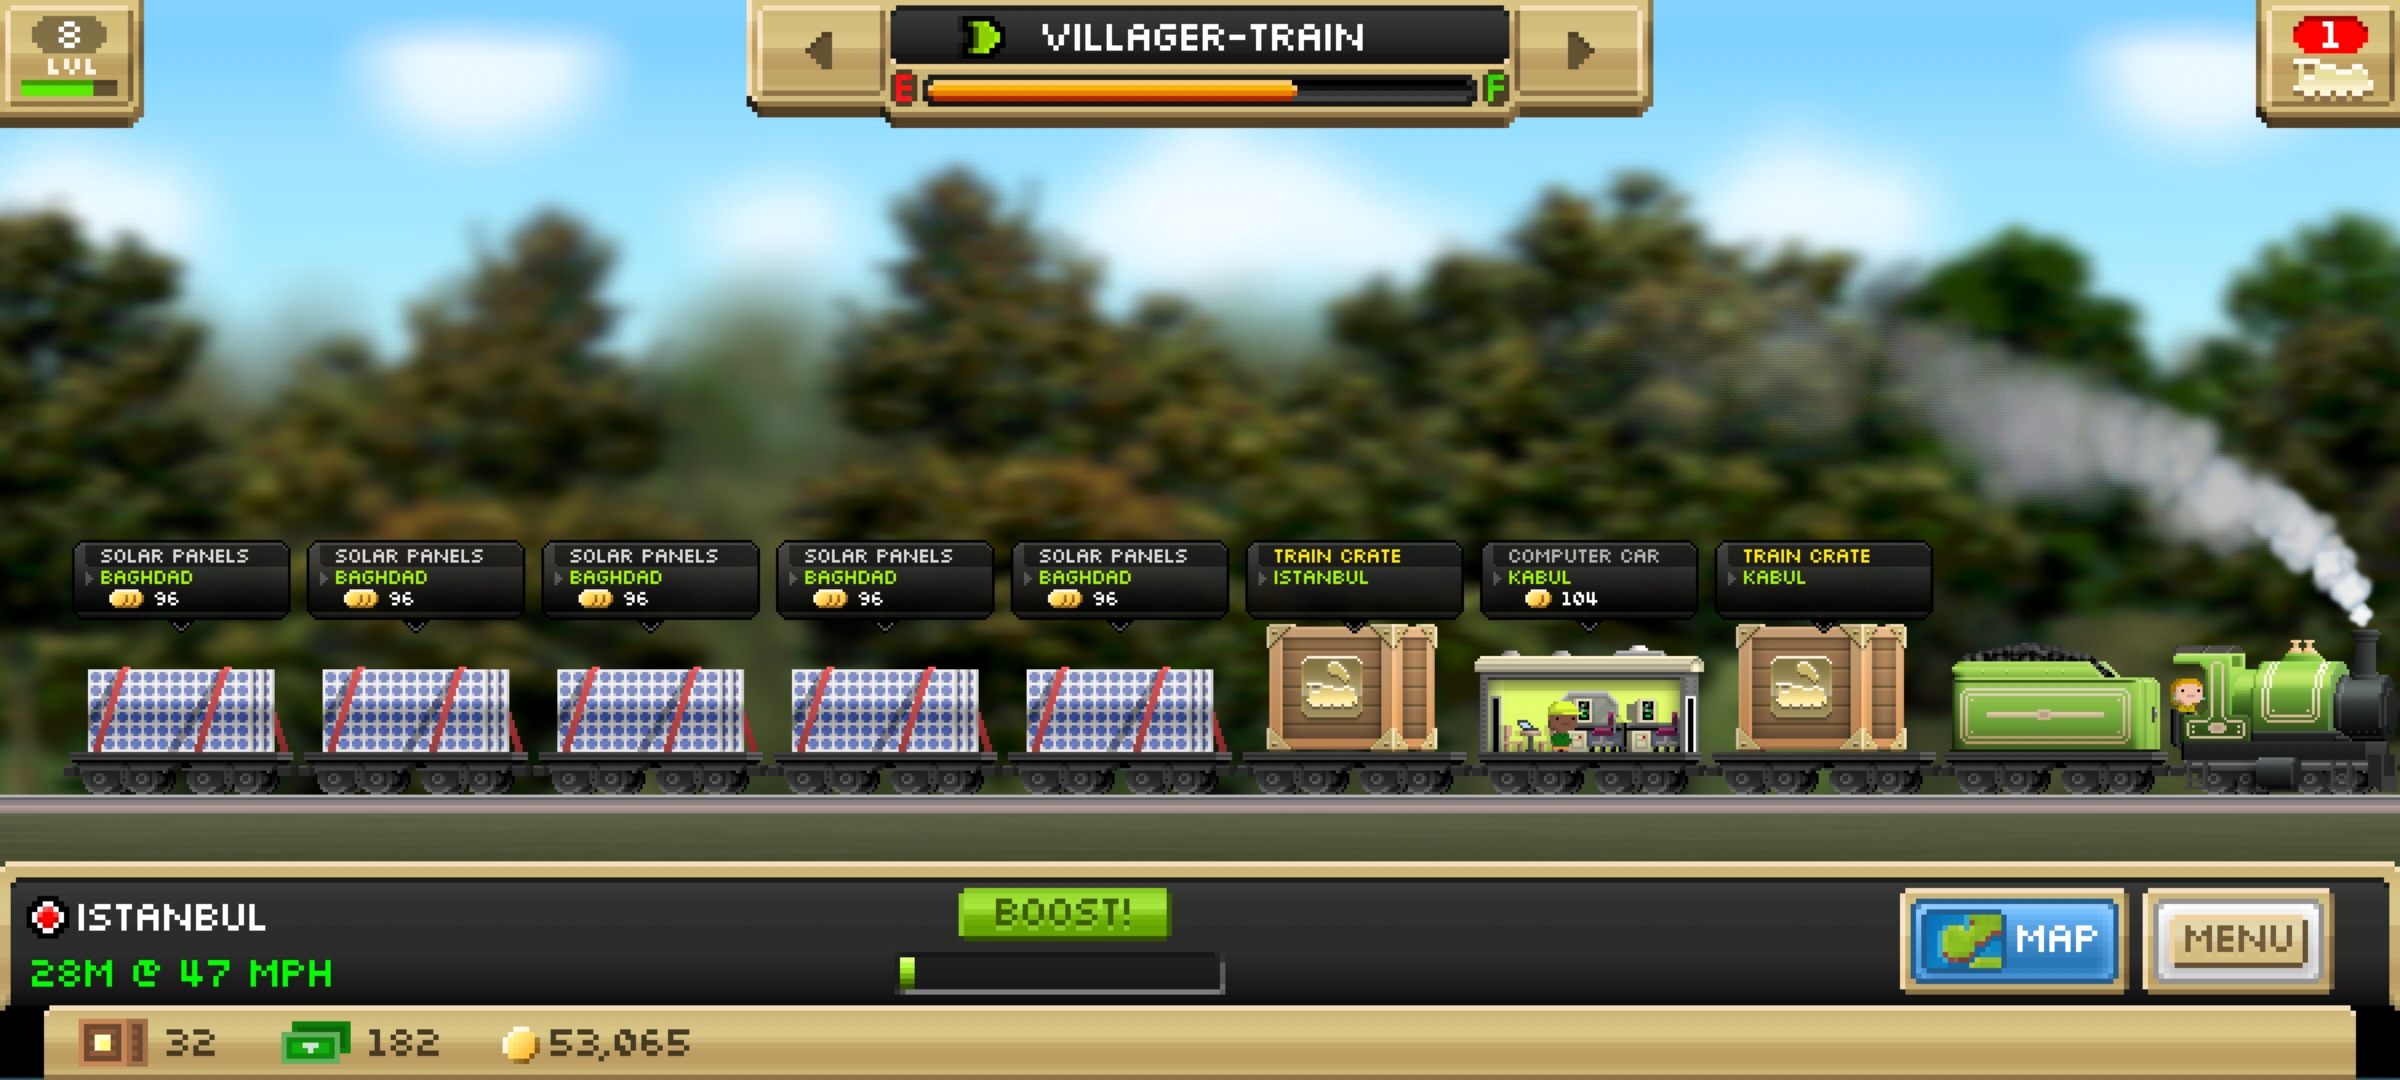 8
LVL
VILLAGER-TRAIN
E
F
1
SOLAR PANELS
BAGHDAD
96
SOLAR PANELS
BAGHDAD
96
SOLAR PANELS
BAGHDAD
96
SOLAR PANELS
BAGHDAD
96
SOLAR PANELS
BAGHDAD
96
TRAIN CRATE
ISTANBUL
COMPUTER CAR
KABUL
104
TRAIN CRATE
KABUL
ISTANBUL
28M @ 47 MPH
BOOST!
MAP
MENU
32
182
53,065